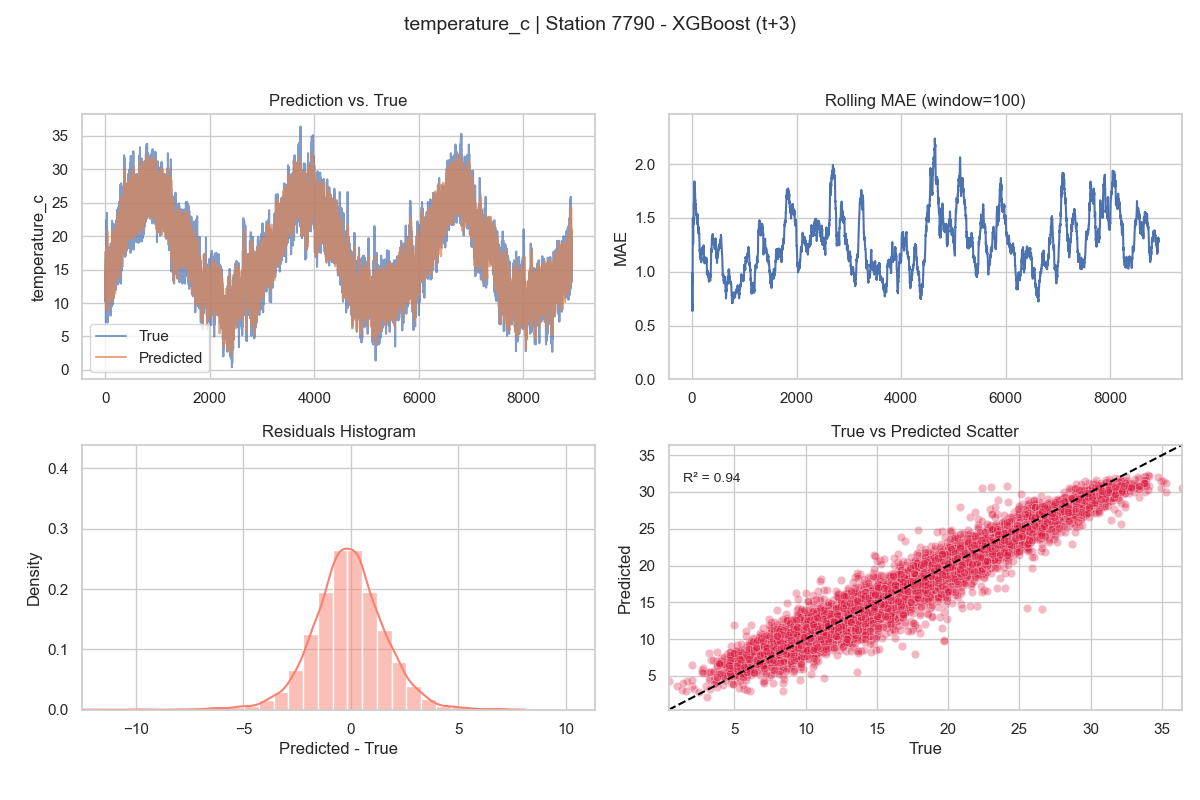 temperature_c | Station 7790 - XGBoost (t+3)
Prediction vs. True
temperature_c
35
30
25
20
15
10
5
0
True
Predicted
0 2000 4000 6000 8000
Rolling MAE (window=100)
MAE
2.0
1.5
1.0
0.5
0.0
0 2000 4000 6000 8000
Residuals Histogram
Density
0.4
0.3
0.2
0.1
0.0
−10 −5 0 5 10
Predicted - True
True vs Predicted Scatter
R² = 0.94
Predicted
35
30
25
20
15
10
5
5 10 15 20 25 30 35
True